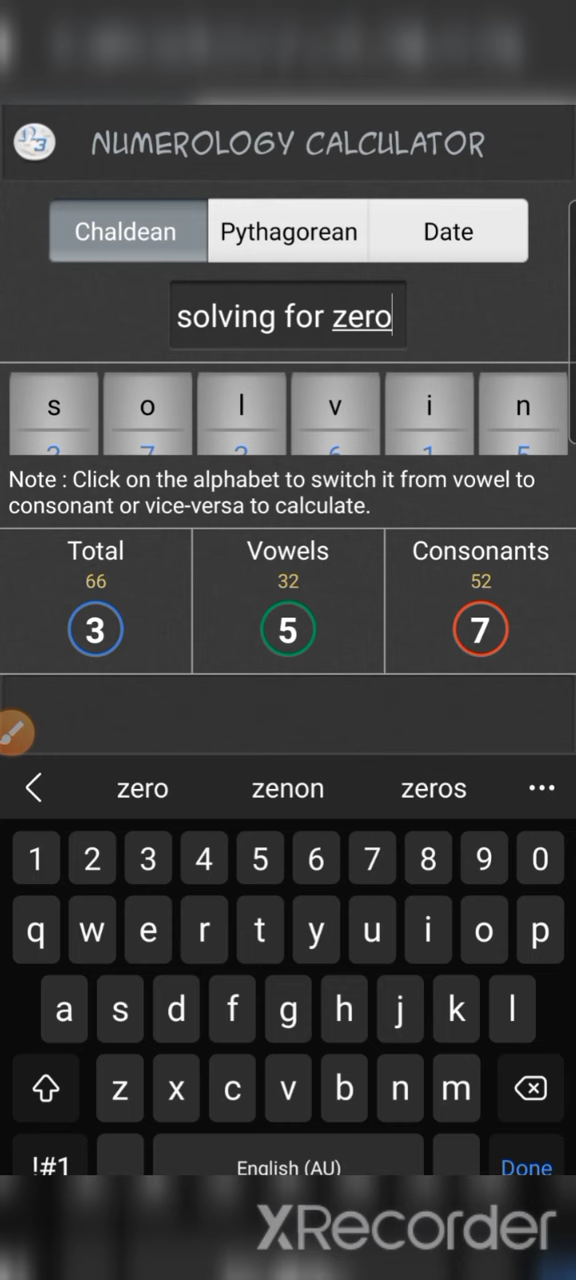 NUMEROLOGY CALCULATOR
Chaldean Pythagorean Date
solving for zero
s o l v i n
Note : Click on the alphabet to switch it from vowel to
consonant or vice-versa to calculate.
Total Vowels Consonants
66 32 52
3 5 7
zero zenon zeros ...
1 2 3 4 5 6 7 8 9 0
q w e r t y u i o p
a s d f g h j k l
z x c v b n m
!#1 English (AU) Done
XRecorder